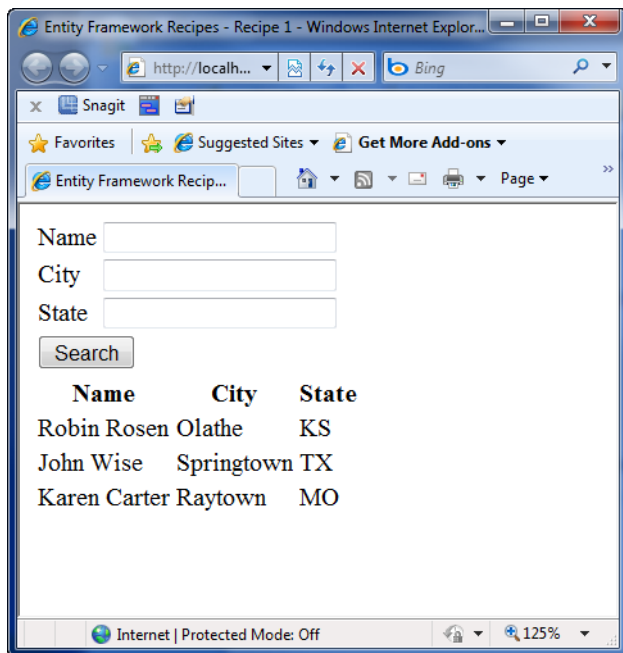 Entity Framework Recipes - Recipe 1 - Windows Internet Explor...
http://localh... Bing
x Snagit
Favorites Suggested Sites Get More Add-ons
Entity Framework Recip... Page »
Name
City
State
Search
Name City State
Robin Rosen Olathe KS
John Wise Springtown TX
Karen Carter Raytown MO
Internet | Protected Mode: Off 125%